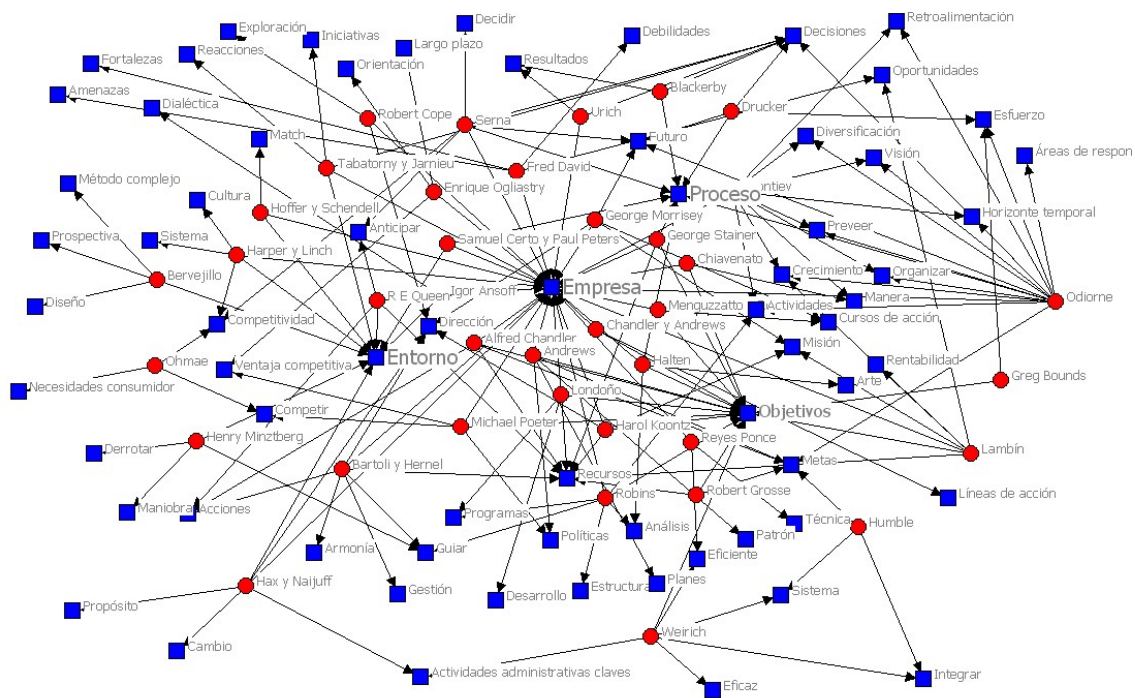 Decidir
Retroalimentación
Exploración
Iniciativas
Largo plazo
Debilidades
Decisiones
Reacciones
Fortalezas
Orientación
Resultados
Oportunidades
Blackerby
Amenazas
Dialéctica
Robert Cope
Serna
Urich
Drucker
Esfuerzo
Match
Futuro
Diversificación
Áreas de respon
Tabatorny y Jarnieu
Fred David
Visión
Método complejo
Cultura
Enrique Ogliastry
Proceso
ontiev
Hoffer y Schendell
George Morrisey
Horizonte temporal
Prospectiva
Sistema
Anticipar
Samuel Certo y Paul Peters
George Stainer
Preveer
Harper y Linch
Chiavenato
Bervejillo
Igor Ansoff
Empresa
Crecimiento
Organizar
Diseño
R E Queen
Manera
Odiorne
Competitividad
Dirección
Menguzzatto
Actividades
Cursos de acción
Chandler y Andrews
Alfred Chandler
Misión
Entorno
Andrews
Ohmae
Ventaja competitiva
Halten
Rentabilidad
Necesidades consumidor
Arte
Greg Bounds
Londoño
Competir
Objetivos
Michael Poeter
Harol Koontz
Henry Minztberg
Reyes Ponce
Derrotar
Lambín
Bartoli y Hernel
Recursos
Metas
Maniobrar
Acciones
Programas
Robins
Robert Grosse
Líneas de acción
Análisis
Técnica
Humble
Armonía
Guiar
Políticas
Patrón
Eficiente
Hax y Naijuff
Gestión
Desarrollo
Estructura
Planes
Sistema
Propósito
Weirich
Cambio
Actividades administrativas claves
Eficaz
Integrar